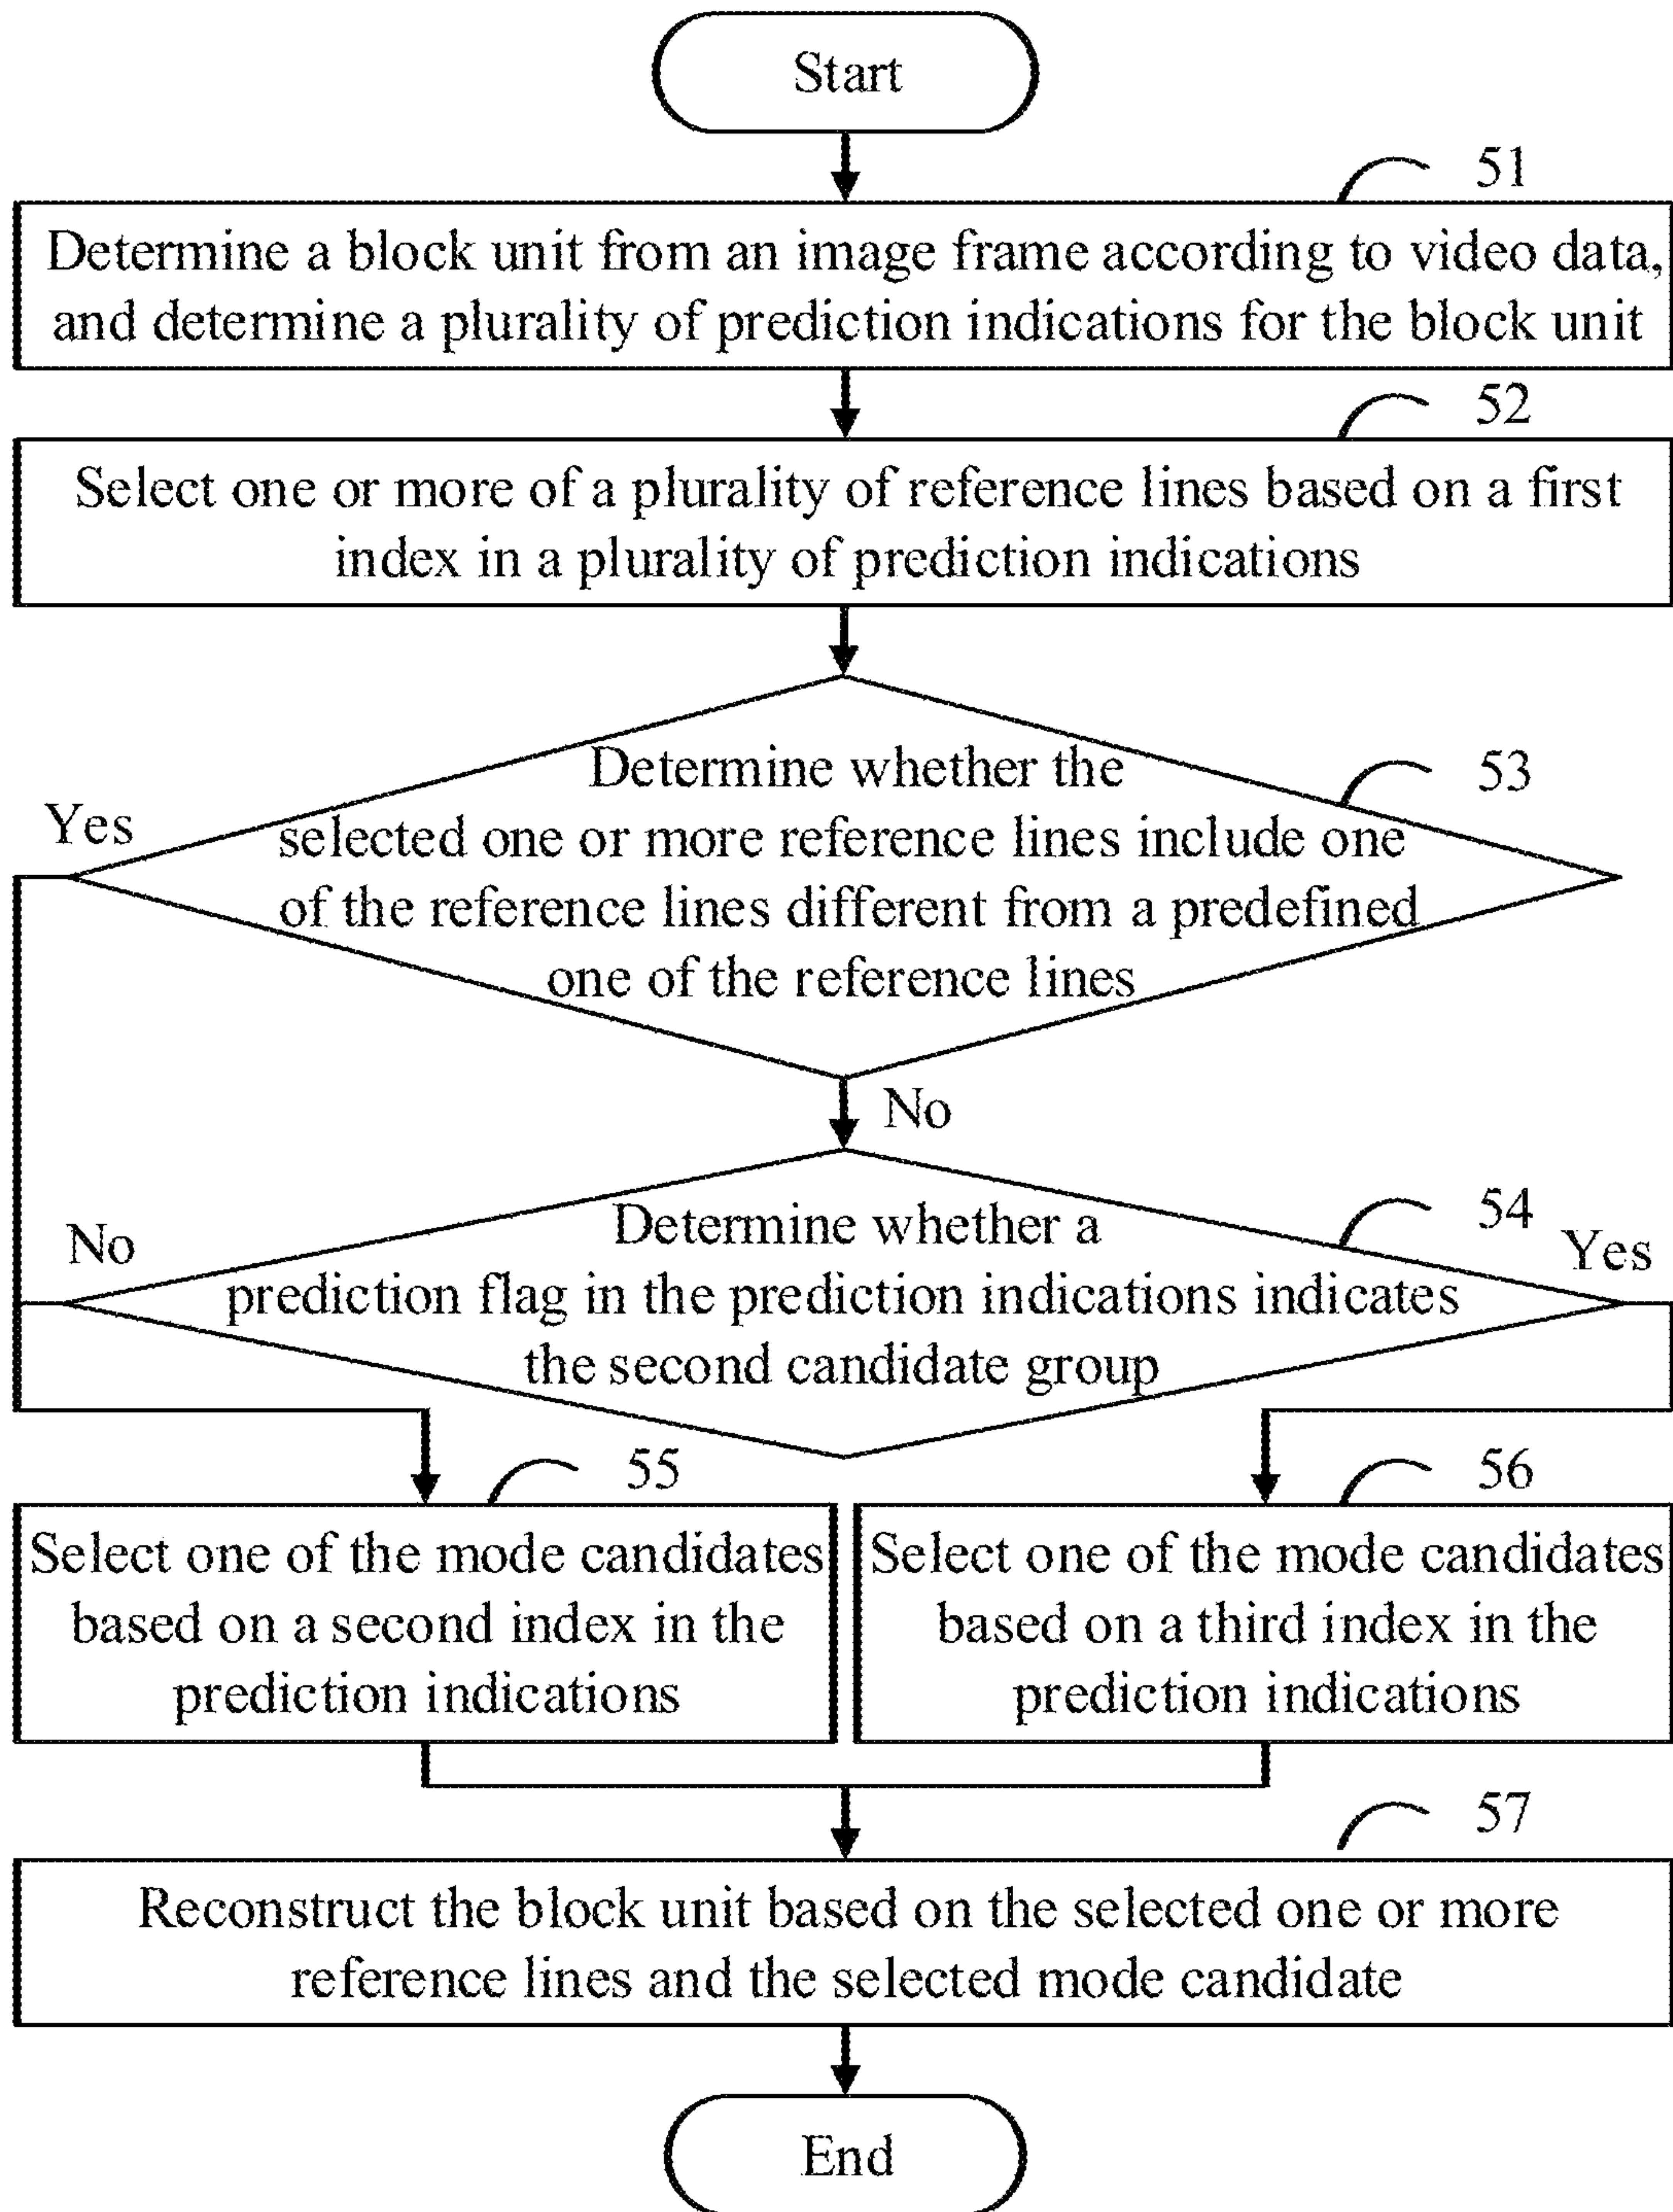 Start
51
Determine a block unit from an image frame according to video data,
and determine a plurality of prediction indications for the block unit
52
Select one or more of a plurality of reference lines based on a first
index in a plurality of prediction indications
53
Determine whether the
selected one or more reference lines include one
of the reference lines different from a predefined
one of the reference lines
Yes
No
54
Determine whether a
prediction flag in the prediction indications indicates
the second candidate group
No
Yes
55
Select one of the mode candidates
based on a second index in the
prediction indications
56
Select one of the mode candidates
based on a third index in the
prediction indications
57
Reconstruct the block unit based on the selected one or more
reference lines and the selected mode candidate
End